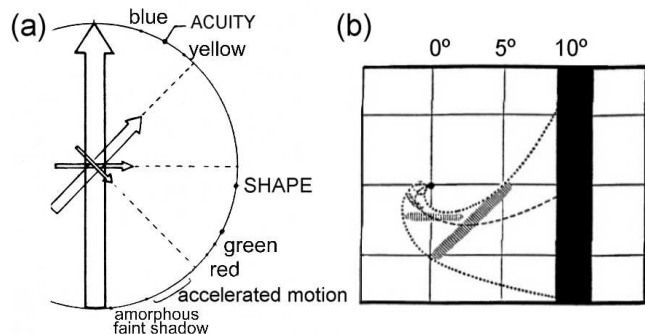 (a)
blue
ACUITY
yellow
SHAPE
green
red
accelerated motion
amorphous
faint shadow
(b)
0º 5º 10º